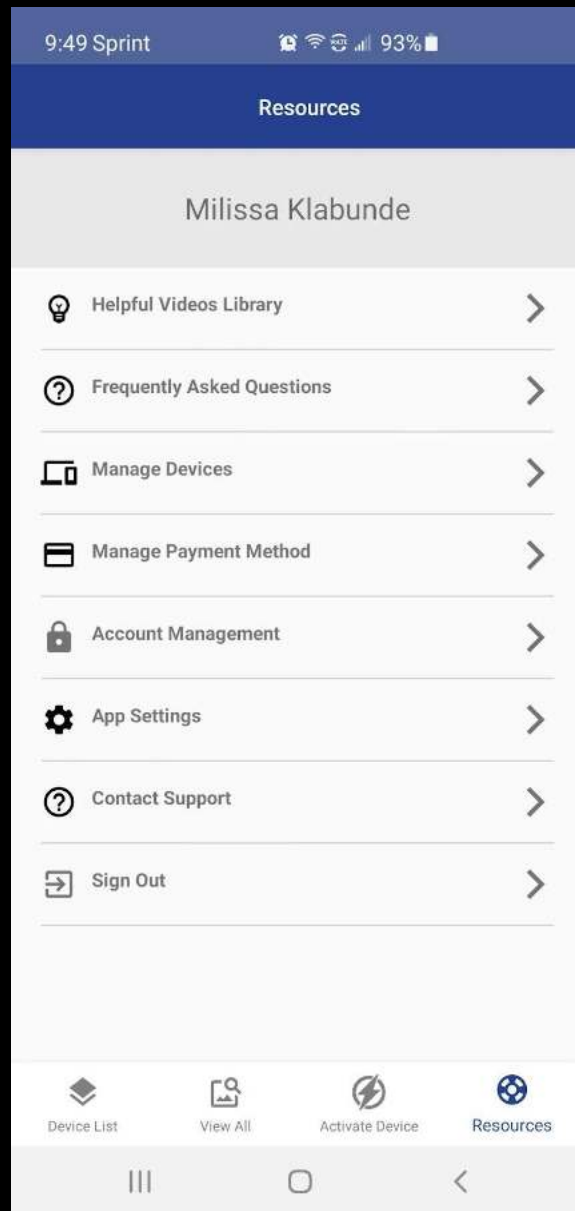 9:49 Sprint 93%
Resources
Milissa Klabunde
Helpful Videos Library
Frequently Asked Questions
Manage Devices
Manage Payment Method
Account Management
App Settings
Contact Support
Sign Out
Device List View All Activate Device Resources